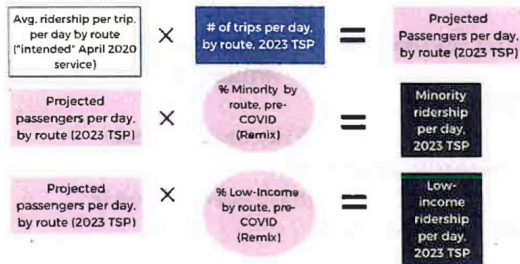 Avg. ridership per trip.
per day by route
("intended" April 2020
service)
×
# of trips per day,
by route, 2023 TSP
=
Projected
Passengers per day,
by route (2023 TSP)
Projected
passengers per day,
by route (2023 TSP)
×
% Minority by
route, pre-
COVID
(Remix)
=
Minority
ridership
per day,
2023 TSP
Projected
passengers per day,
by route (2023 TSP)
×
% Low-Income
by route, pre-
COVID
(Remix)
=
Low-
income
ridership
per day,
2023 TSP